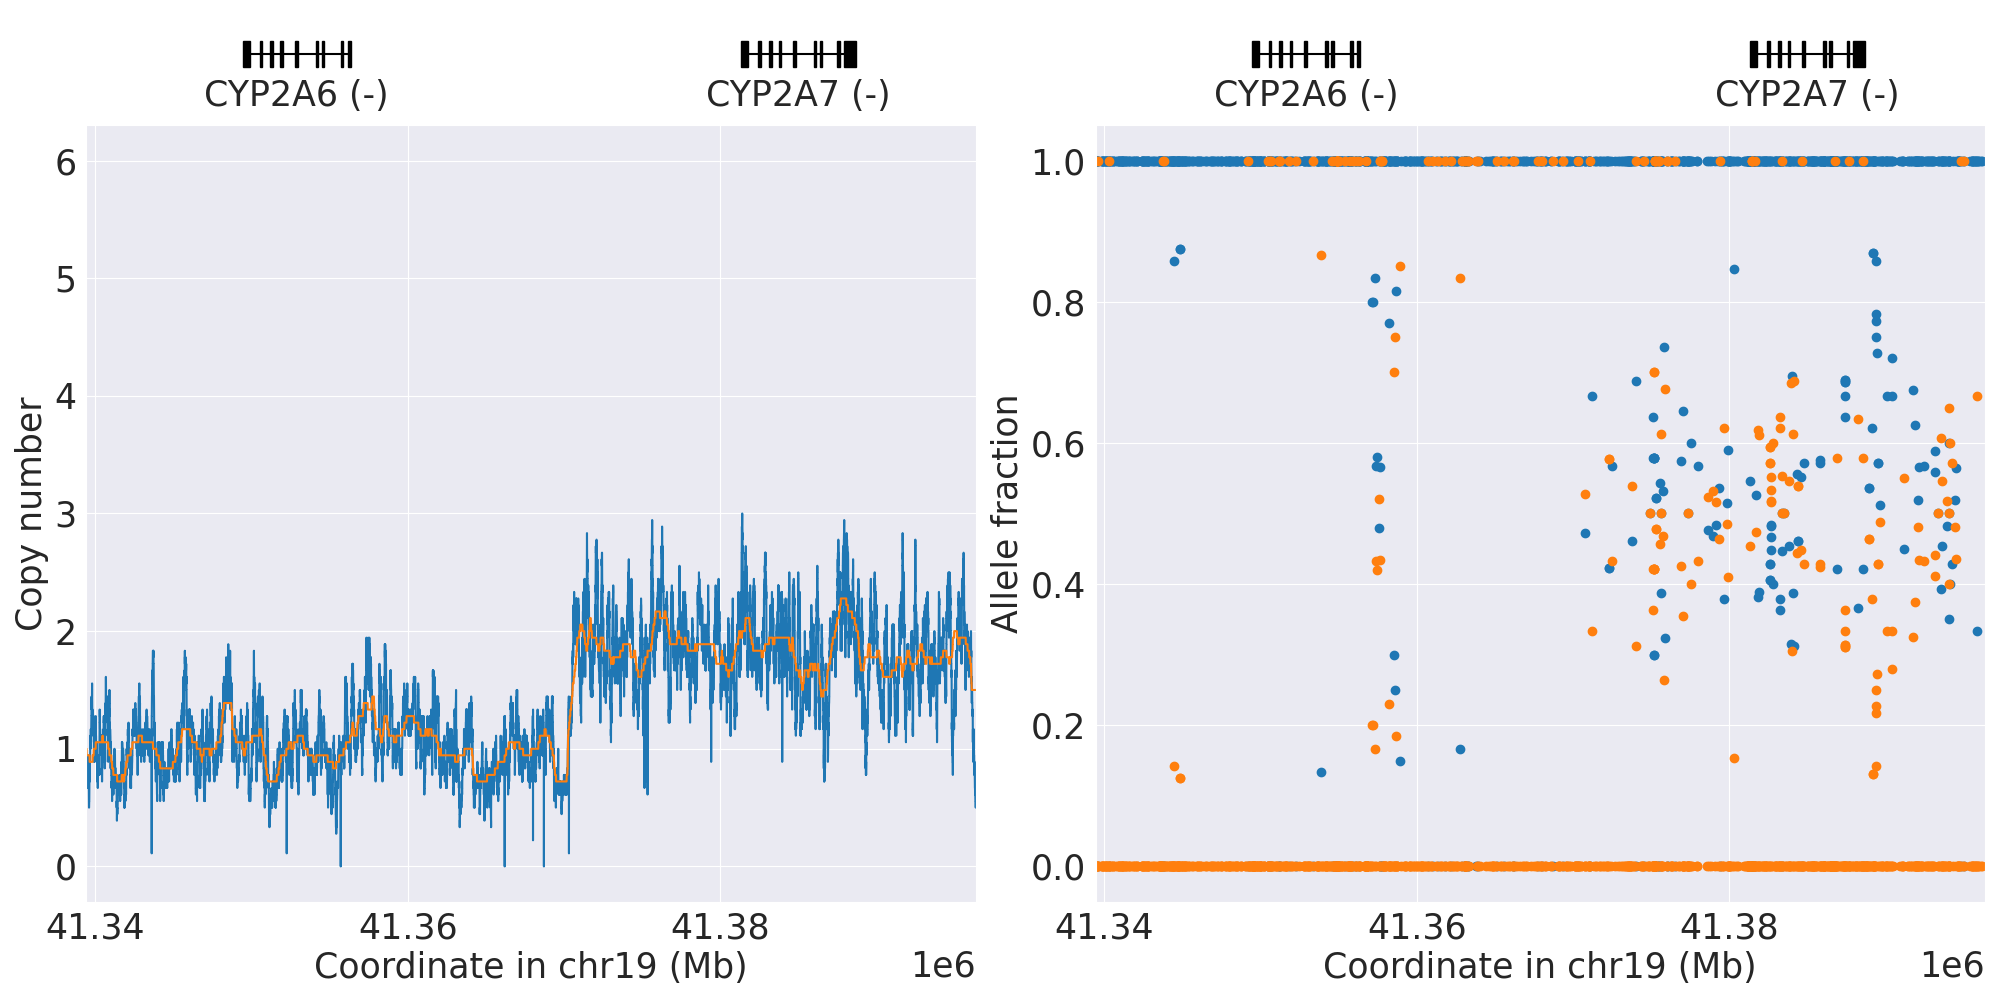 CYP2A6 (-)
CYP2A7 (-)
Copy number
6
5
4
3
2
1
0
41.34
41.36
41.38
Coordinate in chr19 (Mb)
1e6
CYP2A6 (-)
CYP2A7 (-)
Allele fraction
1.0
0.8
0.6
0.4
0.2
0.0
41.34
41.36
41.38
Coordinate in chr19 (Mb)
1e6